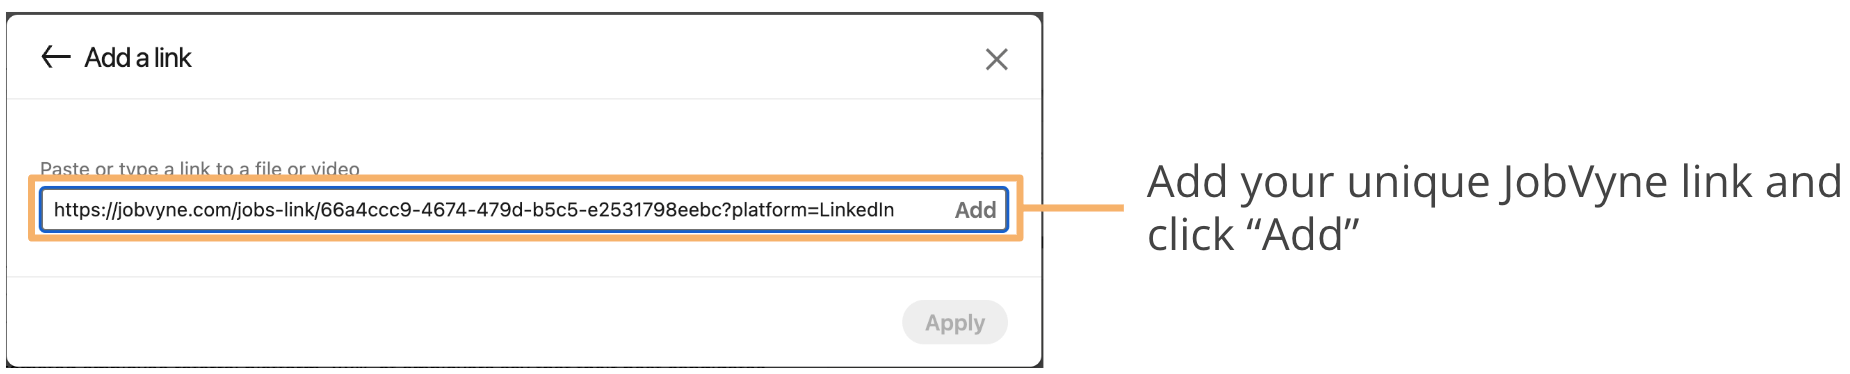 Add a link
Paste or type a link to a file or video
https://jobvyne.com/jobs-link/66a4ccc9-4674-479d-b5c5-e2531798eebc?platform=LinkedIn Add
Apply
Add your unique JobVyne link and
click “Add”